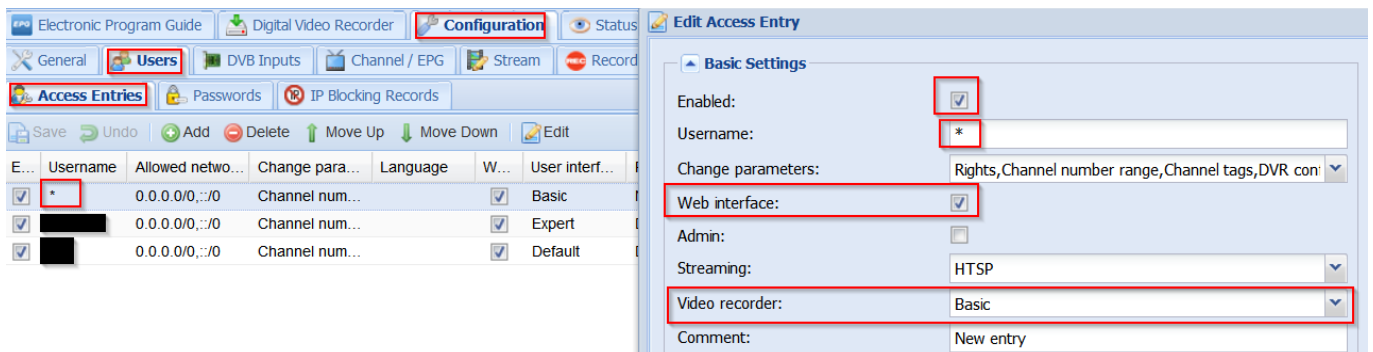 EPG Electronic Program Guide Digital Video Recorder Configuration Status
General Users DVB Inputs Channel / EPG Stream REC Record
Access Entries Passwords IP Blocking Records
Save Undo Add Delete Move Up Move Down Edit
E... Username Allowed netwo... Change para... Language W... User interf...
* 0.0.0.0/0,::/0 Channel num... Basic
0.0.0.0/0,::/0 Channel num... Expert
0.0.0.0/0,::/0 Channel num... Default
Edit Access Entry
Basic Settings
Enabled:
Username: *
Change parameters: Rights,Channel number range,Channel tags,DVR con
Web interface:
Admin:
Streaming: HTSP
Video recorder: Basic
Comment: New entry